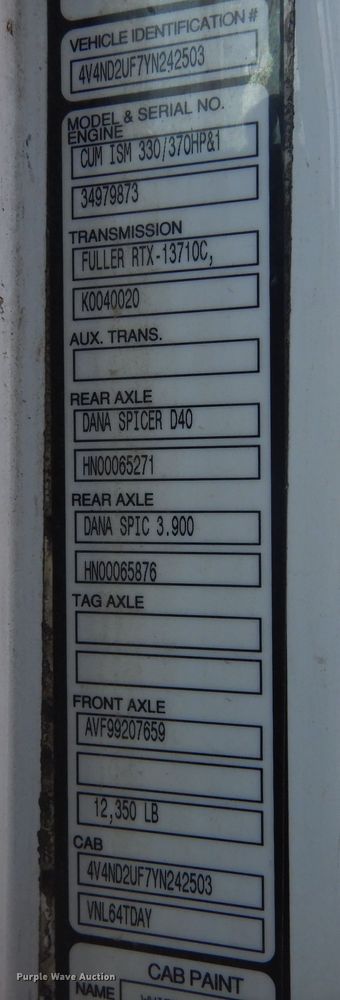 VEHICLE IDENTIFICATION #
4V4ND2UF7YN242503
MODEL & SERIAL NO.
ENGINE
CUM ISM 330/370HP&1
34979873
TRANSMISSION
FULLER RTX-13710C,
K0040020
AUX. TRANS.
REAR AXLE
DANA SPICER D40
HN00065271
REAR AXLE
DANA SPIC 3.900
HN00065876
TAG AXLE
FRONT AXLE
AVF99207659
12,350 LB
CAB
4V4ND2UF7YN242503
VNL64TDAY
CAB PAINT
NAME
Purple Wave Auction